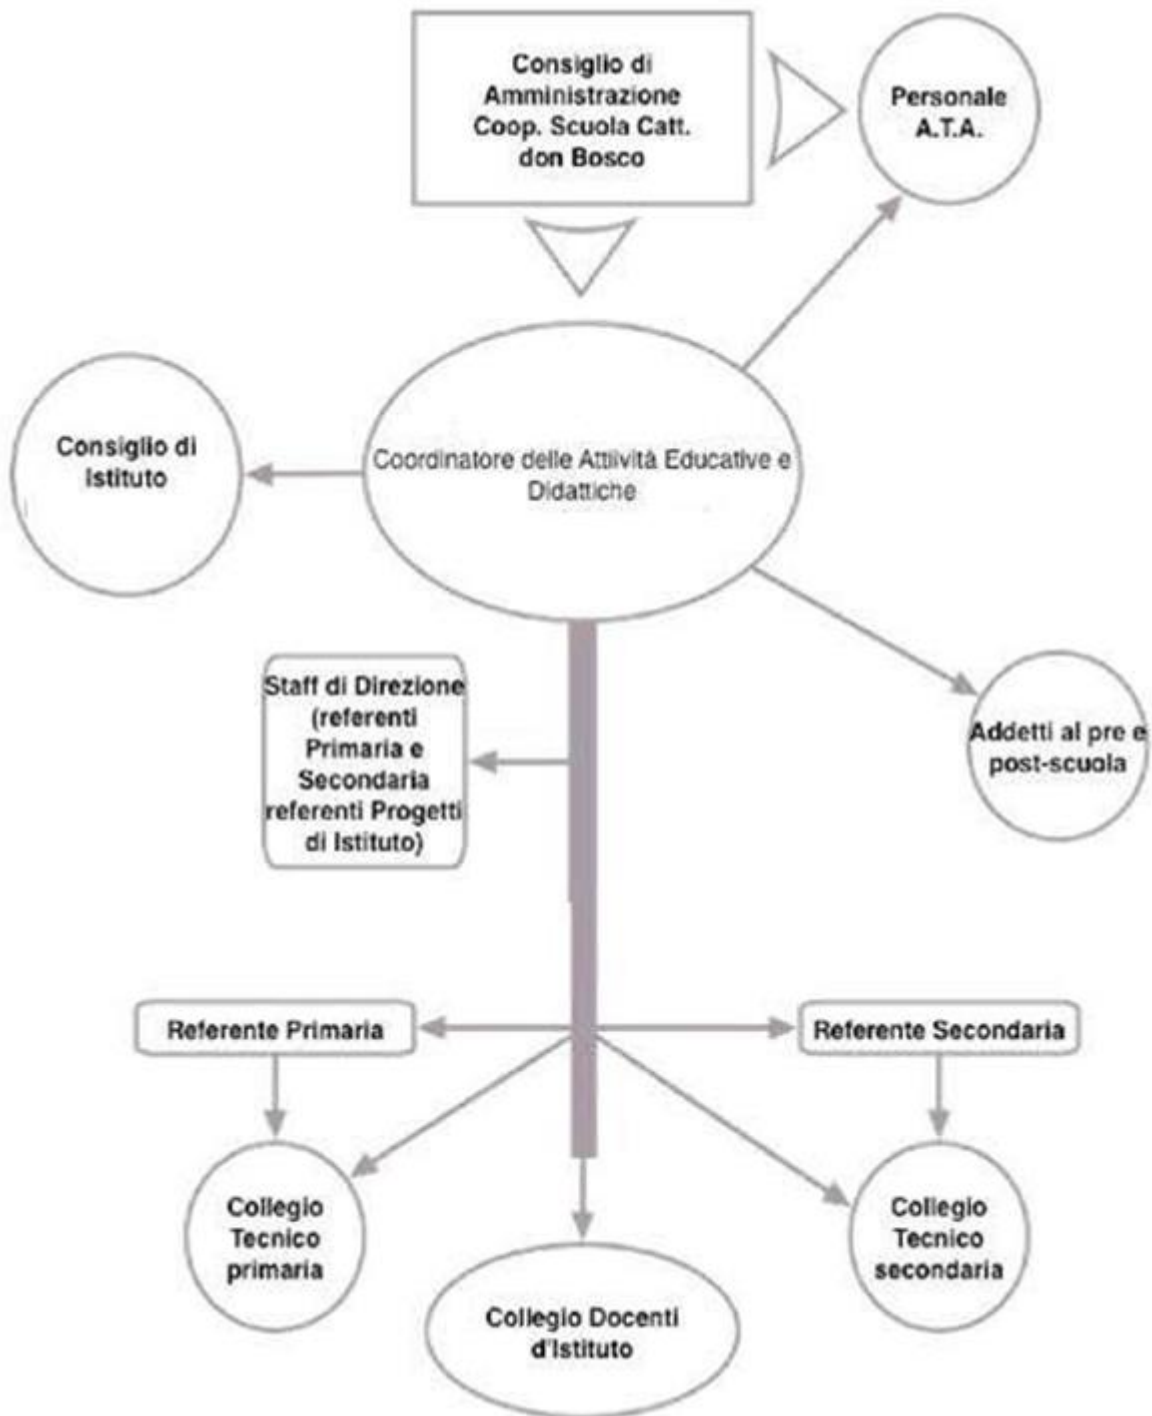 Consiglio di
Amministrazione
Coop. Scuola Catt.
don Bosco
Personale
A.T.A.
Consiglio di
Istituto
Coordinatore delle Attiività Educative e
Didattiche
Staff di Direzione
(referenti
Primaria e
Secondaria
referenti Progetti
di Istituto)
Addetti al pre e
post-scuola
Referente Primaria
Referente Secondaria
Collegio
Tecnico
primaria
Collegio
Tecnico
secondaria
Collegio Docenti
d'Istituto